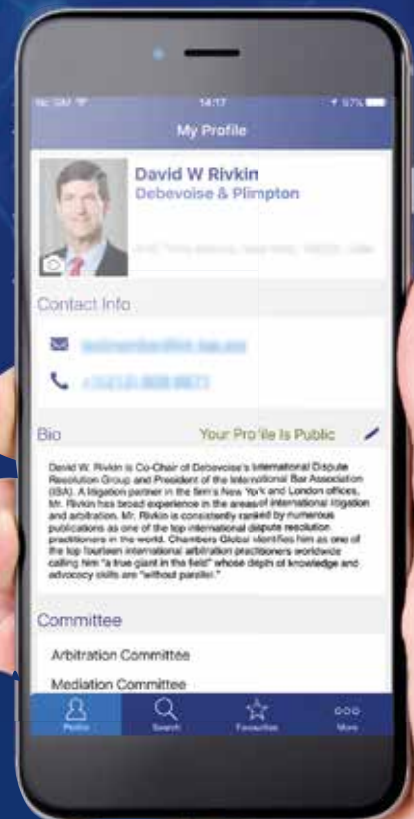 No SIM 14:17 97%
My Profile
David W Rivkin
Debevoise & Plimpton
Contact Info
Bio Your Profile Is Public
David W. Rivkin is Co-Chair of Debevoise's International Dispute
Resolution Group and President of the International Bar Association
(IBA). A litigation partner in the firm's New York and London offices,
Mr. Rivkin has broad experience in the areas of international litigation
and arbitration. Mr. Rivkin is consistently ranked by numerous
publications as one of the top international dispute resolution
practitioners in the world. Chambers Global identifies him as one of
the top fourteen international arbitration practitioners worldwide
calling him "a true giant in the field" whose depth of knowledge and
advocacy skills are "without parallel."
Committee
Arbitration Committee
Mediation Committee
Profile Search Favourites More